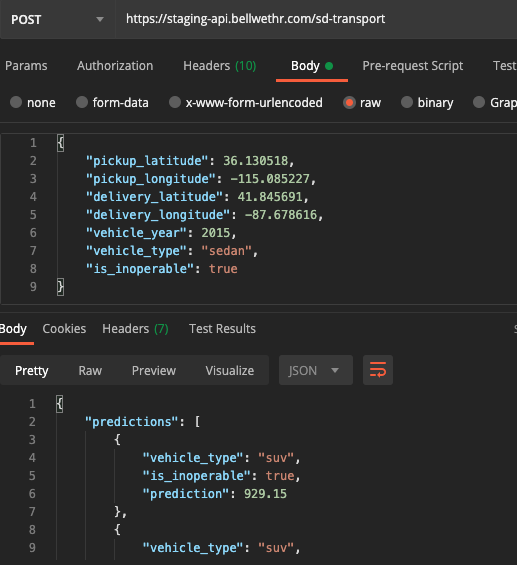 POST https://staging-api.bellwethr.com/sd-transport
Params Authorization Headers (10) Body Pre-request Script Test
none form-data x-www-form-urlencoded raw binary Grap
1 {
2 "pickup_latitude": 36.130518,
3 "pickup_longitude": -115.085227,
4 "delivery_latitude": 41.845691,
5 "delivery_longitude": -87.678616,
6 "vehicle_year": 2015,
7 "vehicle_type": "sedan",
8 "is_inoperable": true
9 }
Body Cookies Headers (7) Test Results S
Pretty Raw Preview Visualize JSON
1 {
2 "predictions": [
3 {
4 "vehicle_type": "suv",
5 "is_inoperable": true,
6 "prediction": 929.15
7 },
8 {
9 "vehicle_type": "suv",